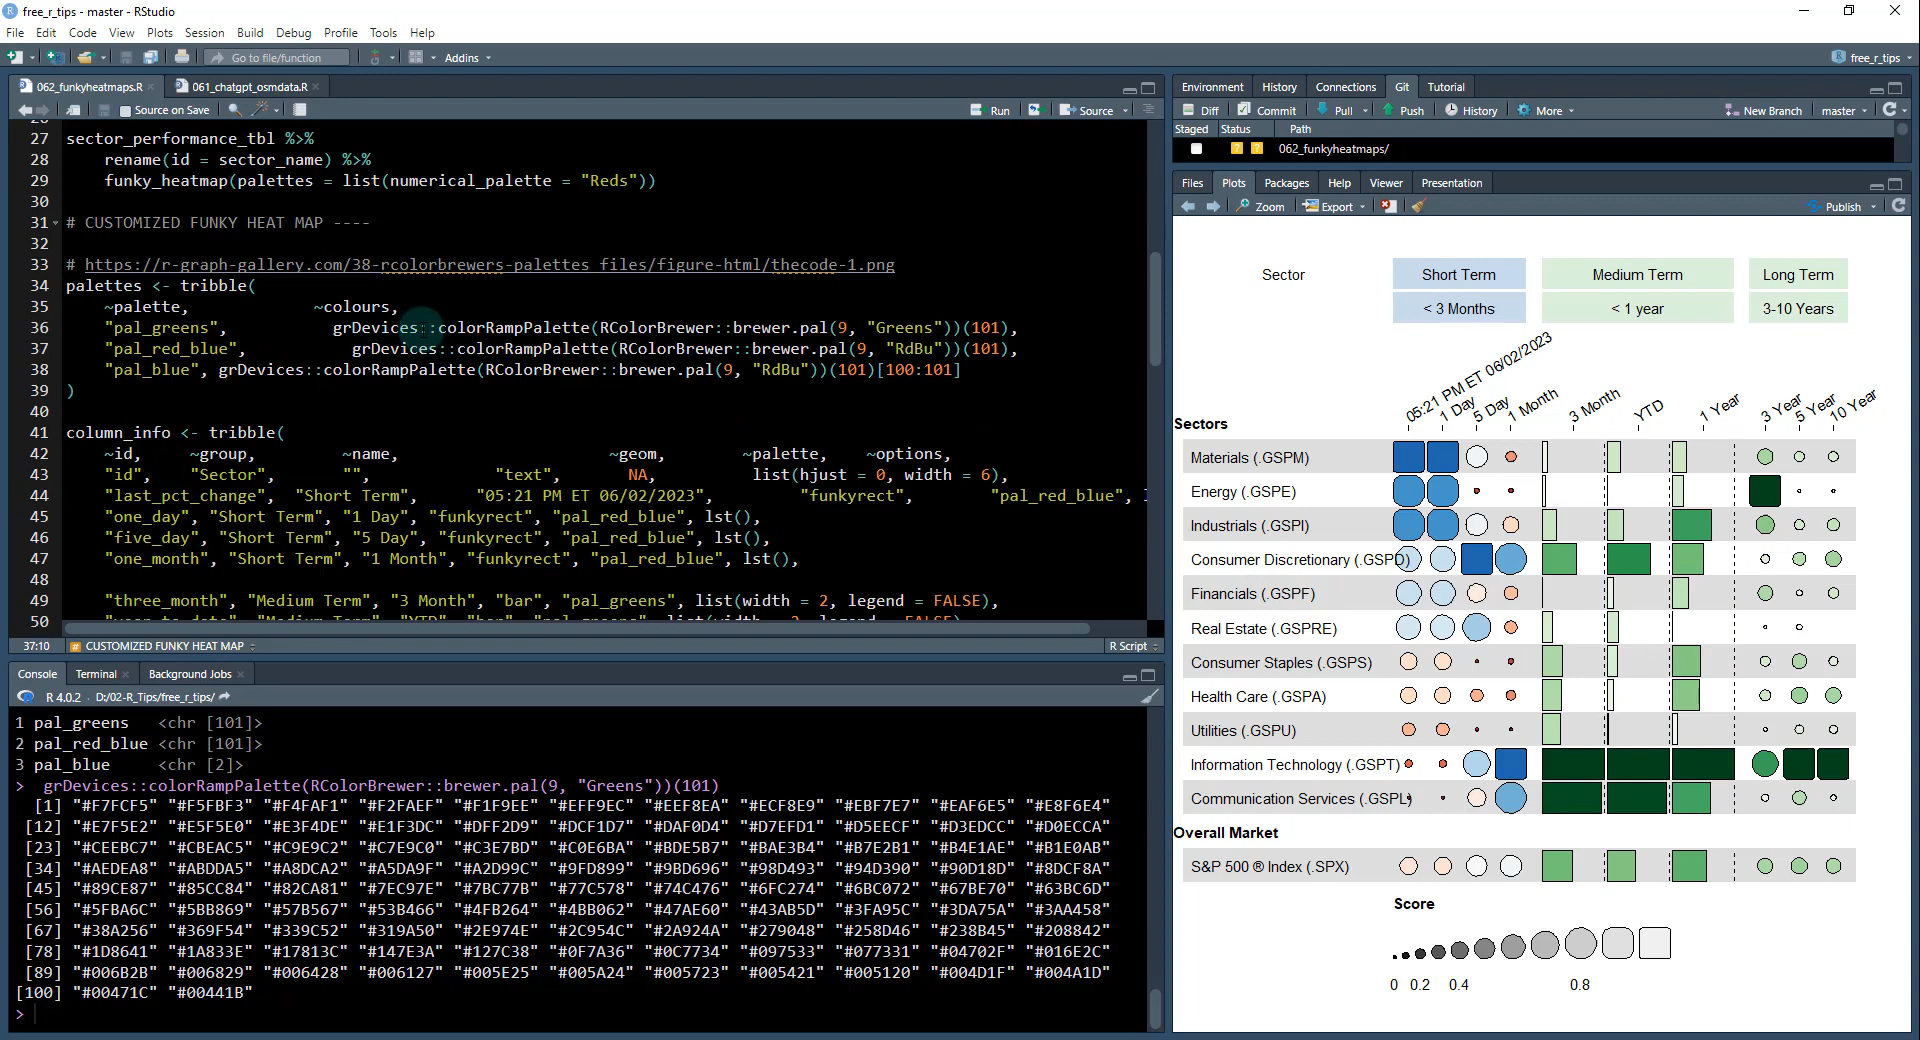 free_r_tips - master - RStudio
File Edit Code View Plots Session Build Debug Profile Tools Help
Go to file/function Addins free_r_tips
062_funkyheatmaps.R 061_chatgpt_osmdata.R
Source on Save Run Source
27 sector_performance_tbl %>%
28 rename(id = sector_name) %>%
29 funky_heatmap(palettes = list(numerical_palette = "Reds"))
30
31 # CUSTOMIZED FUNKY HEAT MAP ----
32
33 # https://r-graph-gallery.com/38-rcolorbrewers-palettes_files/figure-html/thecode-1.png
34 palettes <- tribble(
35 ~palette, ~colours,
36 "pal_greens", grDevices::colorRampPalette(RColorBrewer::brewer.pal(9, "Greens"))(101),
37 "pal_red_blue", grDevices::colorRampPalette(RColorBrewer::brewer.pal(9, "RdBu"))(101),
38 "pal_blue", grDevices::colorRampPalette(RColorBrewer::brewer.pal(9, "RdBu"))(101)[100:101]
39 )
40
41 column_info <- tribble(
42 ~id, ~group, ~name, ~geom, ~palette, ~options,
43 "id", "Sector", "", "text", NA, list(hjust = 0, width = 6),
44 "last_pct_change", "Short Term", "05:21 PM ET 06/02/2023", "funkyrect", "pal_red_blue",
45 "one_day", "Short Term", "1 Day", "funkyrect", "pal_red_blue", lst(),
46 "five_day", "Short Term", "5 Day", "funkyrect", "pal_red_blue", lst(),
47 "one_month", "Short Term", "1 Month", "funkyrect", "pal_red_blue", lst(),
48
49 "three_month", "Medium Term", "3 Month", "bar", "pal_greens", list(width = 2, legend = FALSE),
50
37:10 # CUSTOMIZED FUNKY HEAT MAP R Script
Console Terminal Background Jobs
R 4.0.2 · D:/02-R_Tips/free_r_tips/
1 pal_greens <chr [101]>
2 pal_red_blue <chr [101]>
3 pal_blue <chr [2]>
> grDevices::colorRampPalette(RColorBrewer::brewer.pal(9, "Greens"))(101)
[1] "#F7FCF5" "#F5FBF3" "#F4FAF1" "#F2FAEF" "#F1F9EE" "#EFF9EC" "#EEF8EA" "#ECF8E9" "#EBF7E7" "#EAF6E5" "#E8F6E4"
[12] "#E7F5E2" "#E5F5E0" "#E3F4DE" "#E1F3DC" "#DFF2D9" "#DCF1D7" "#DAF0D4" "#D7EFD1" "#D5EECF" "#D3EDCC" "#D0ECCA"
[23] "#CEEBC7" "#CBEAC5" "#C9E9C2" "#C7E9C0" "#C3E7BD" "#C0E6BA" "#BDE5B7" "#BAE3B4" "#B7E2B1" "#B4E1AE" "#B1E0AB"
[34] "#AEDEA8" "#ABDDA5" "#A8DCA2" "#A5DA9F" "#A2D99C" "#9FD899" "#9BD696" "#98D493" "#94D390" "#90D18D" "#8DCF8A"
[45] "#89CE87" "#85CC84" "#82CA81" "#7EC97E" "#7BC77B" "#77C578" "#74C476" "#6FC274" "#6BC072" "#67BE70" "#63BC6D"
[56] "#5FBA6C" "#5BB869" "#57B567" "#53B466" "#4FB264" "#4BB062" "#47AE60" "#43AB5D" "#3FA95C" "#3DA75A" "#3AA458"
[67] "#38A256" "#369F54" "#339C52" "#319A50" "#2E974E" "#2C954C" "#2A924A" "#279048" "#258D46" "#238B45" "#208842"
[78] "#1D8641" "#1A833E" "#17813C" "#147E3A" "#127C38" "#0F7A36" "#0C7734" "#097533" "#077331" "#04702F" "#016E2C"
[89] "#006B2B" "#006829" "#006428" "#006127" "#005E25" "#005A24" "#005723" "#005421" "#005120" "#004D1F" "#004A1D"
[100] "#00471C" "#00441B"
>
Environment History Connections Git Tutorial
Diff Commit Pull Push History More New Branch master
Staged Status Path
? ? 062_funkyheatmaps/
Files Plots Packages Help Viewer Presentation
Zoom Export Publish
Sector Short Term Medium Term Long Term
< 3 Months < 1 year 3-10 Years
05:21 PM ET 06/02/2023 1 Day 5 Day 1 Month 3 Month YTD 1 Year 3 Year 5 Year 10 Year
Sectors
Materials (.GSPM)
Energy (.GSPE)
Industrials (.GSPI)
Consumer Discretionary (.GSPD)
Financials (.GSPF)
Real Estate (.GSPRE)
Consumer Staples (.GSPS)
Health Care (.GSPA)
Utilities (.GSPU)
Information Technology (.GSPT)
Communication Services (.GSPL)
Overall Market
S&P 500 ® Index (.SPX)
Score
0 0.2 0.4 0.8